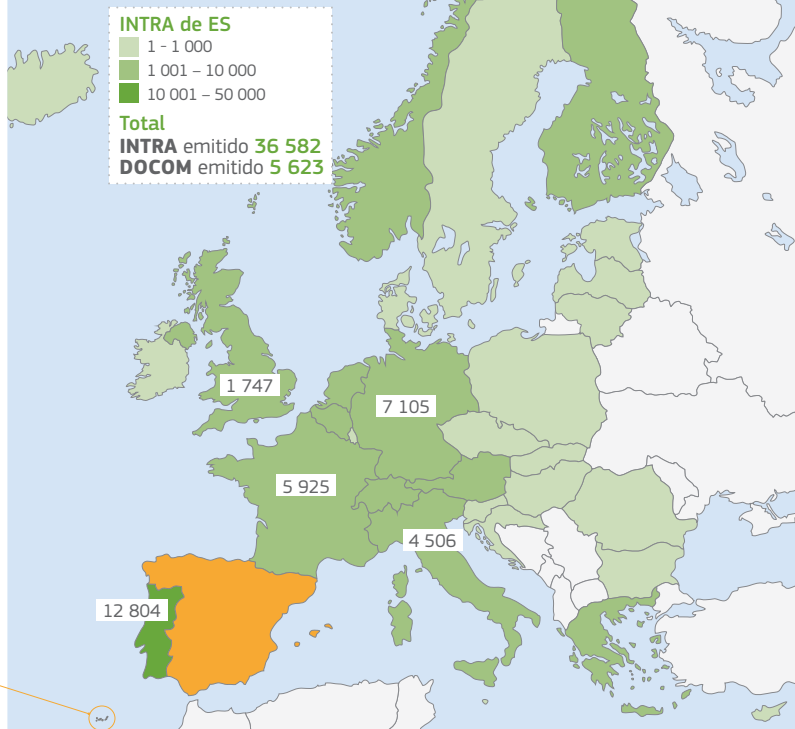 INTRA de ES
1 - 1 000
1 001 – 10 000
10 001 – 50 000
Total
INTRA emitido 36 582
DOCOM emitido 5 623
1 747
7 105
5 925
4 506
12 804